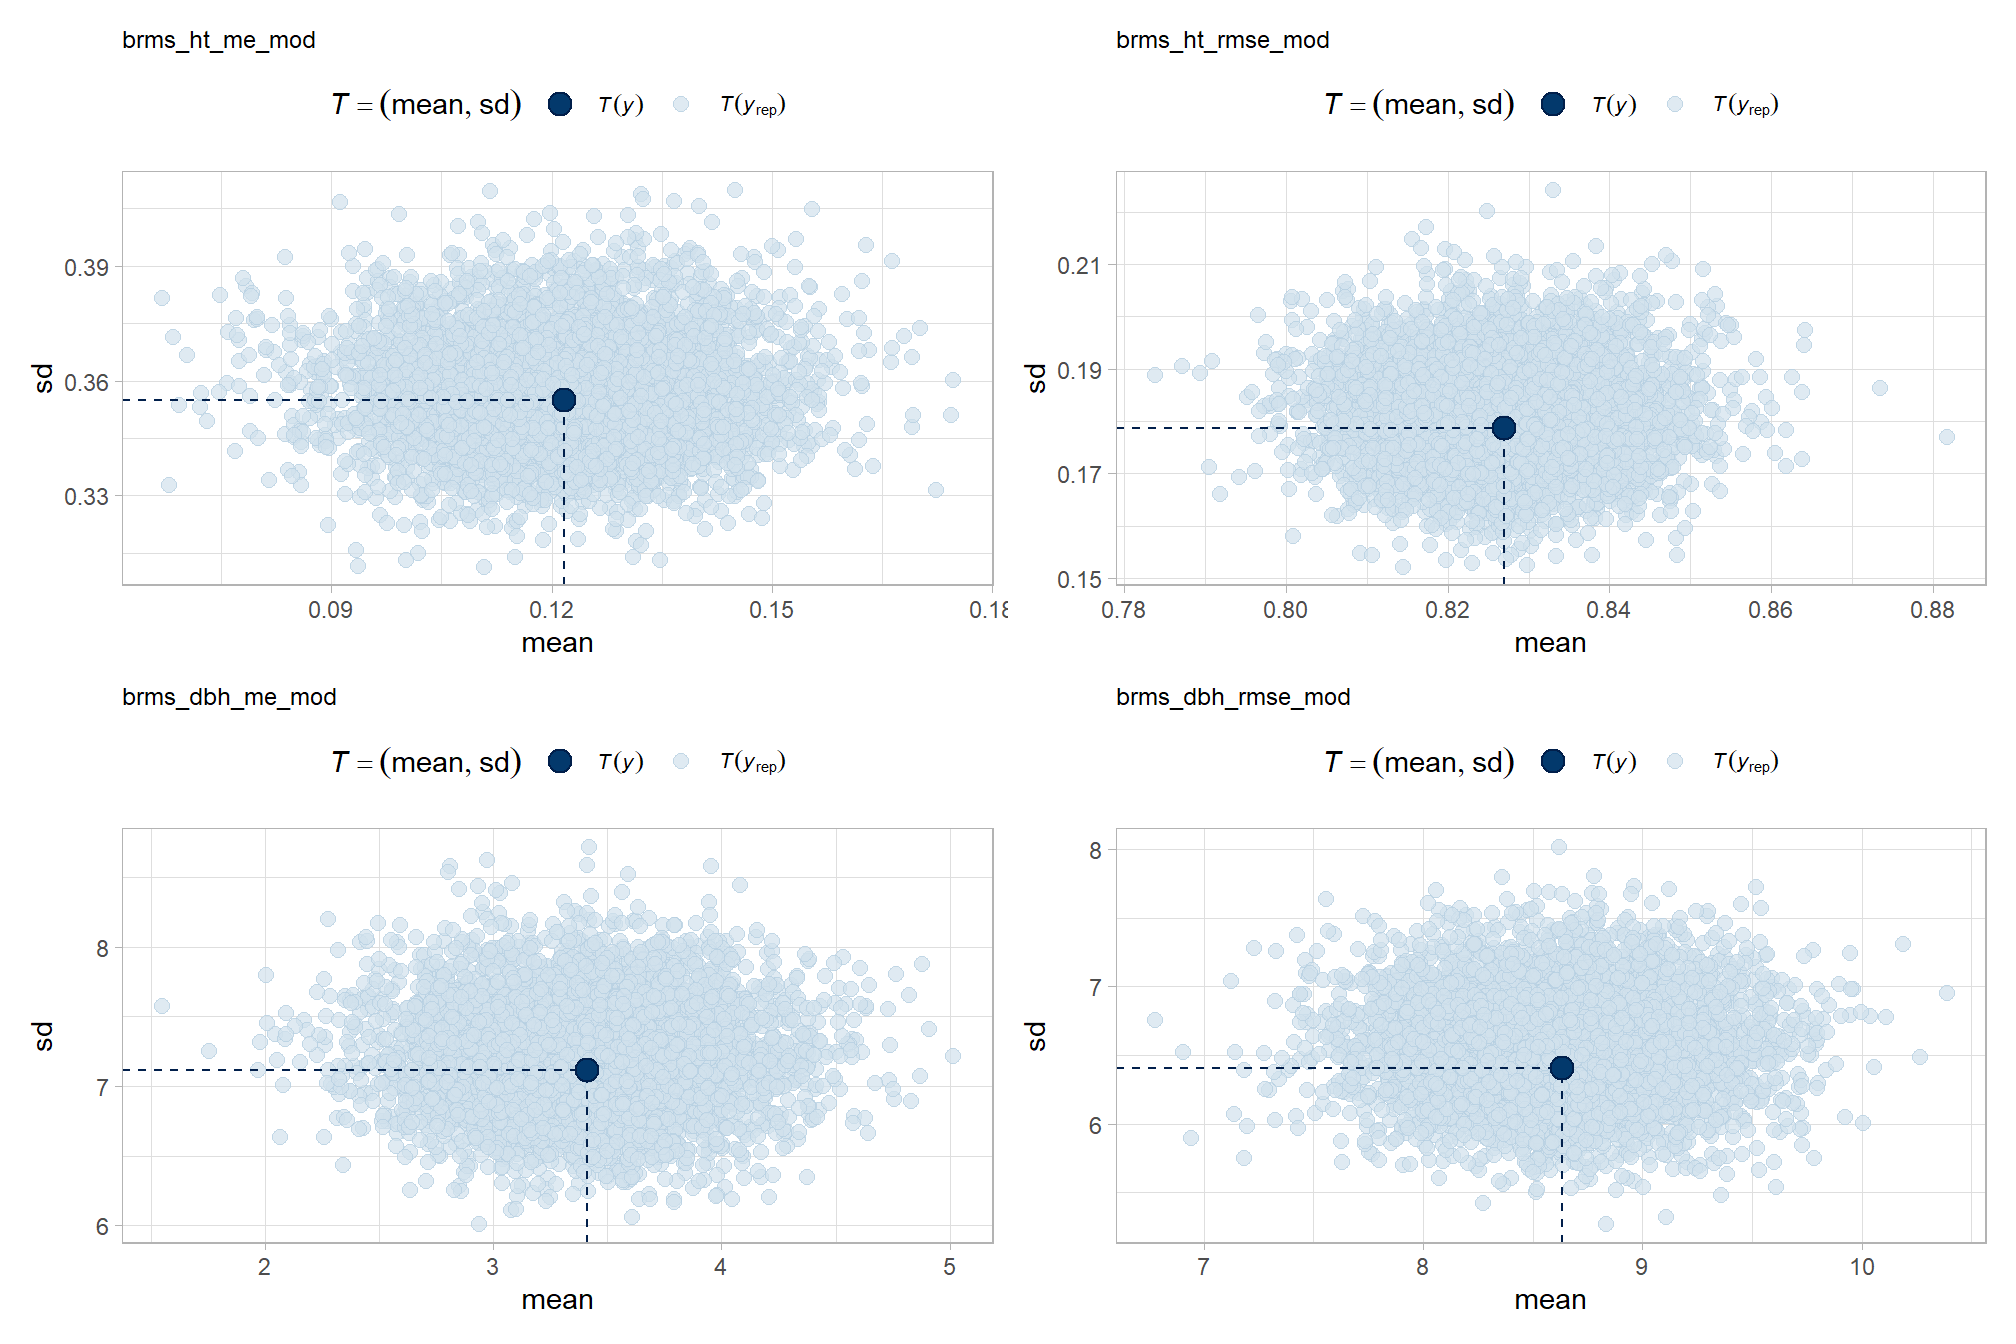 brms_ht_me_mod
T = (mean, sd) T(y) T(yrep)
sd
0.39
0.36
0.33
0.09 0.12 0.15 0.18
mean
brms_ht_rmse_mod
T = (mean, sd) T(y) T(yrep)
sd
0.21
0.19
0.17
0.15
0.78 0.80 0.82 0.84 0.86 0.88
mean
brms_dbh_me_mod
T = (mean, sd) T(y) T(yrep)
sd
8
7
6
2 3 4 5
mean
brms_dbh_rmse_mod
T = (mean, sd) T(y) T(yrep)
sd
8
7
6
7 8 9 10
mean